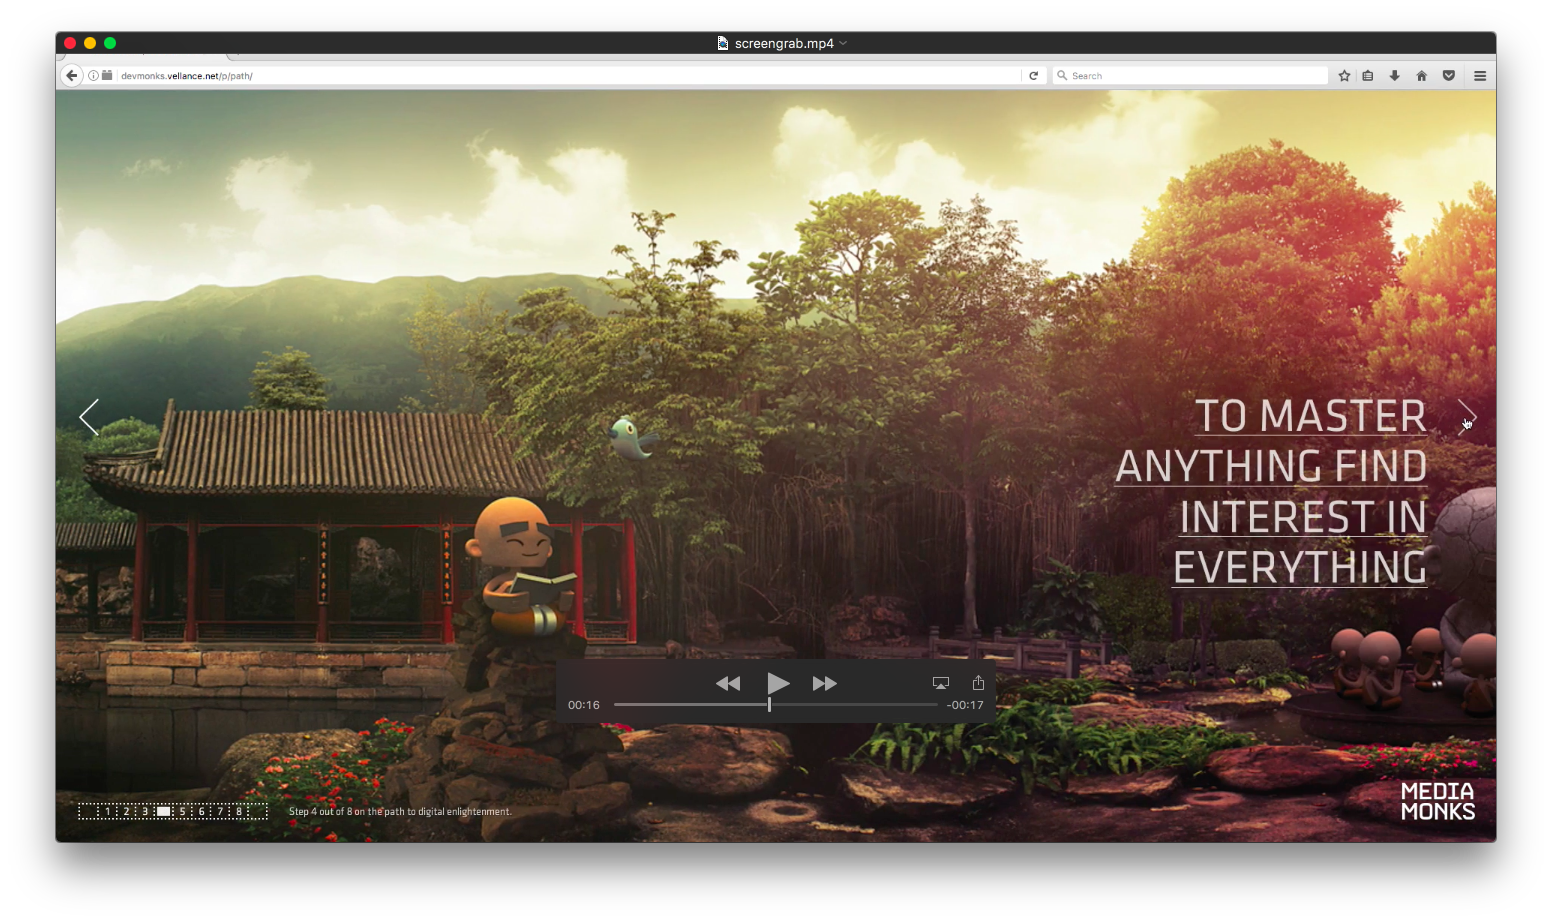 screengrab.mp4
devmonks.vellance.net/p/path/
Search
TO MASTER
ANYTHING FIND
INTEREST IN
EVERYTHING
00:16
-00:17
1 2 3 5 6 7 8
Step 4 out of 8 on the path to digital enlightenment.
MEDIA
MONKS